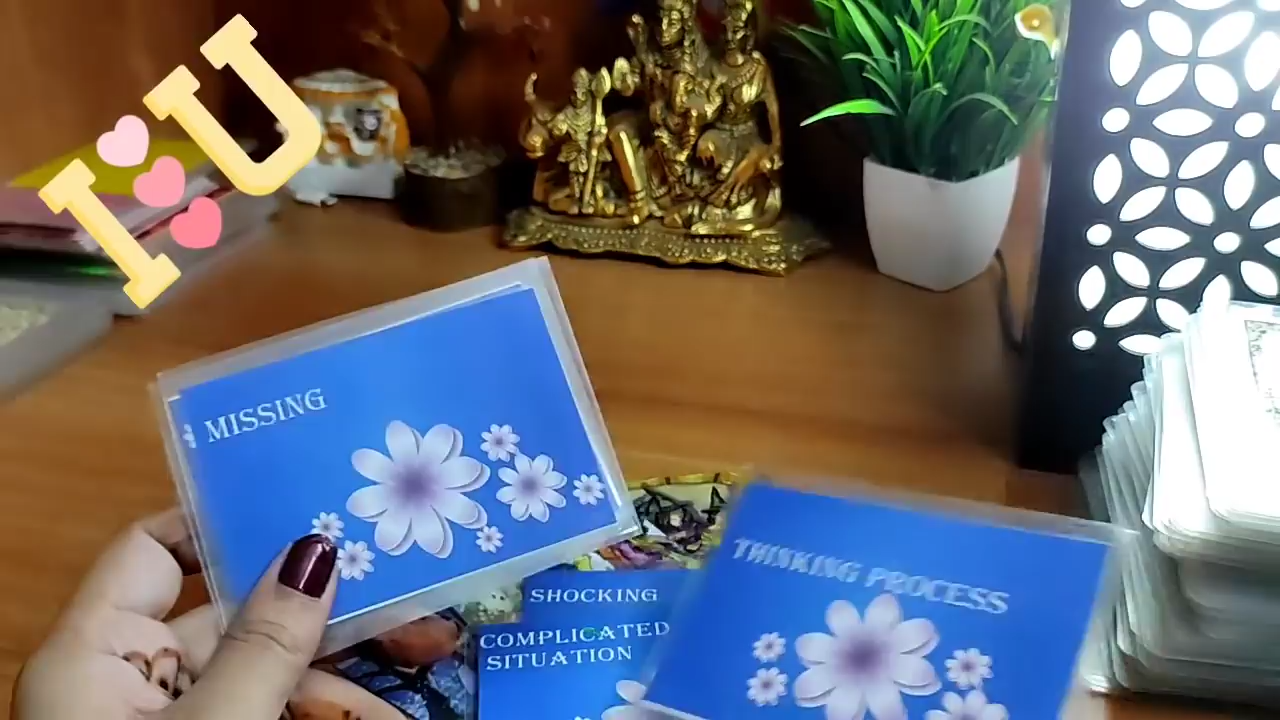 I U
MISSING
THINKING PROCESS
SHOCKING
COMPLICATED
SITUATION